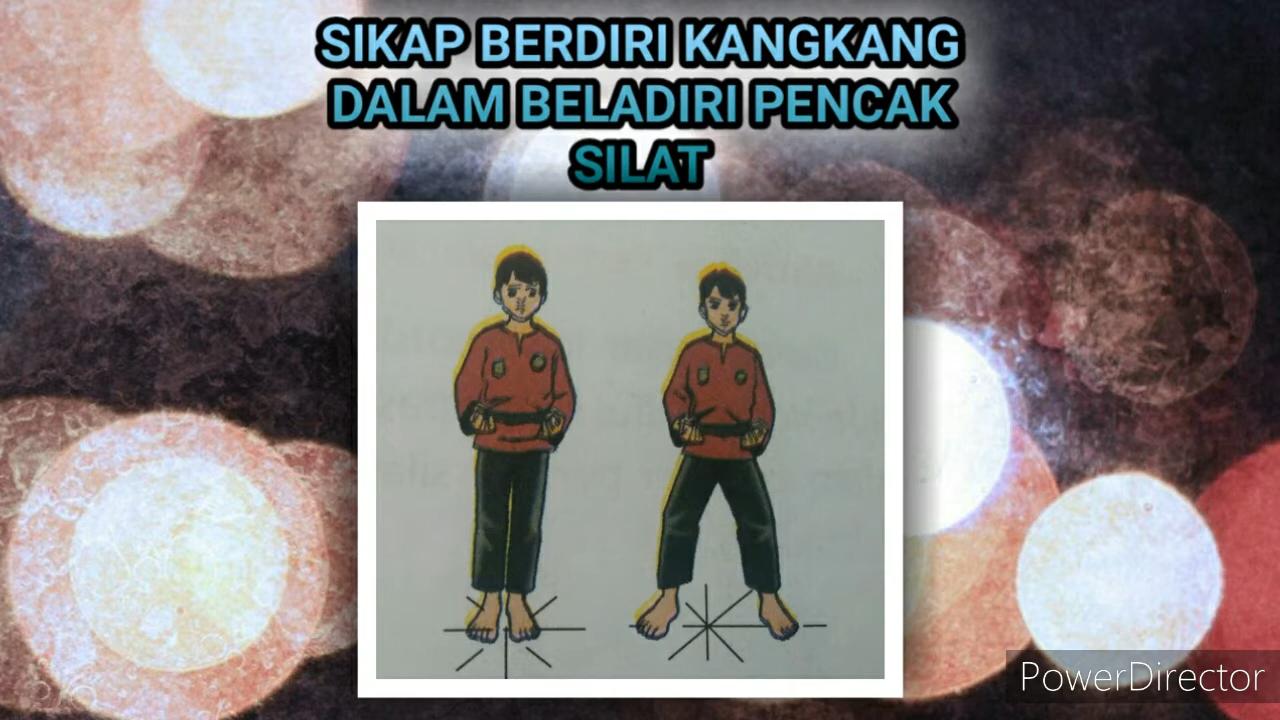 SIKAP BERDIRI KANGKANG
DALAM BELADIRI PENCAK
SILAT
PowerDirector